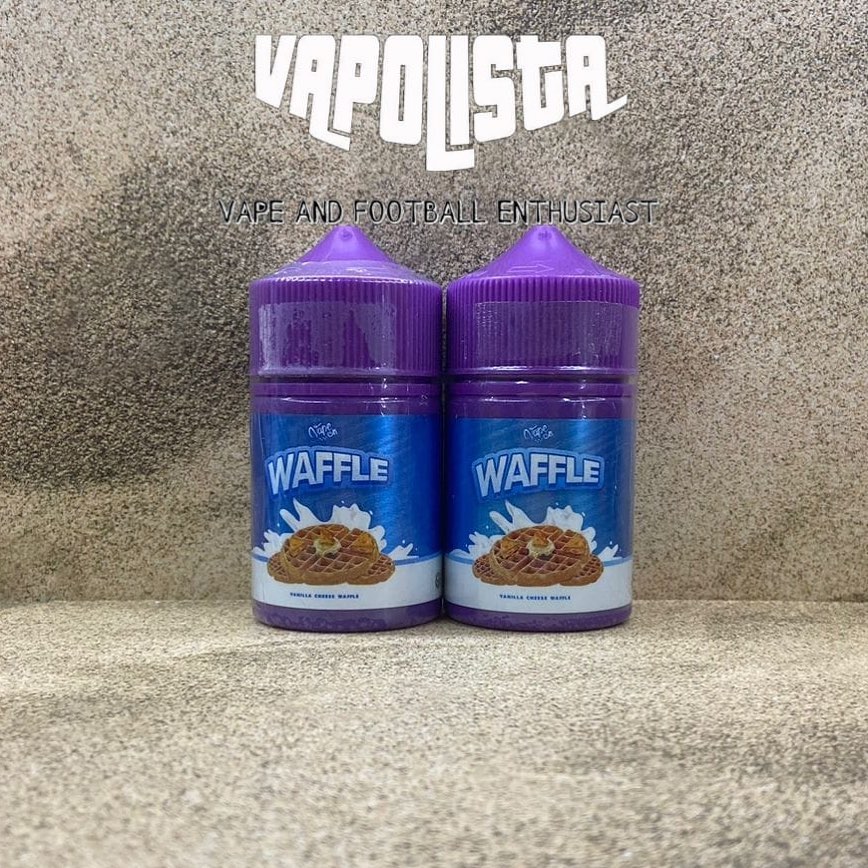 VAPOLISTA
VAPE AND FOOTBALL ENTHUSIAST
WAFFLE
VANILLA CHEESE WAFFLE
WAFFLE
VANILLA CHEESE WAFFLE